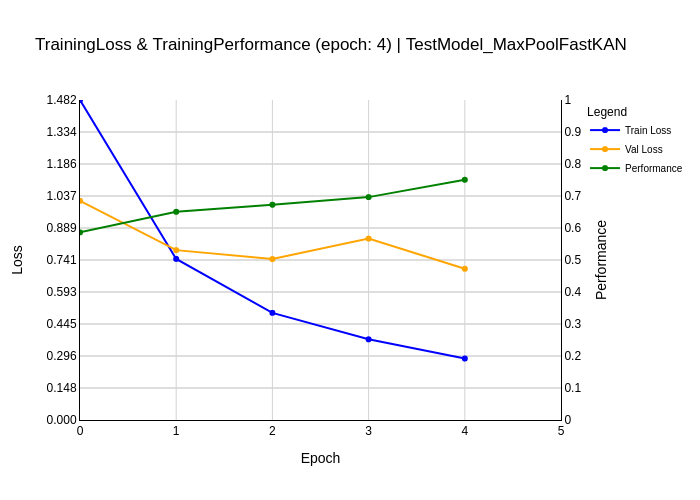 TrainingLoss & TrainingPerformance (epoch: 4) | TestModel_MaxPoolFastKAN
Legend
Train Loss
Val Loss
Performance
1.482
1.334
1.186
1.037
0.889
0.741
0.593
0.445
0.296
0.148
0.000
Loss
1
0.9
0.8
0.7
0.6
0.5
0.4
0.3
0.2
0.1
0
Performance
0 1 2 3 4 5
Epoch